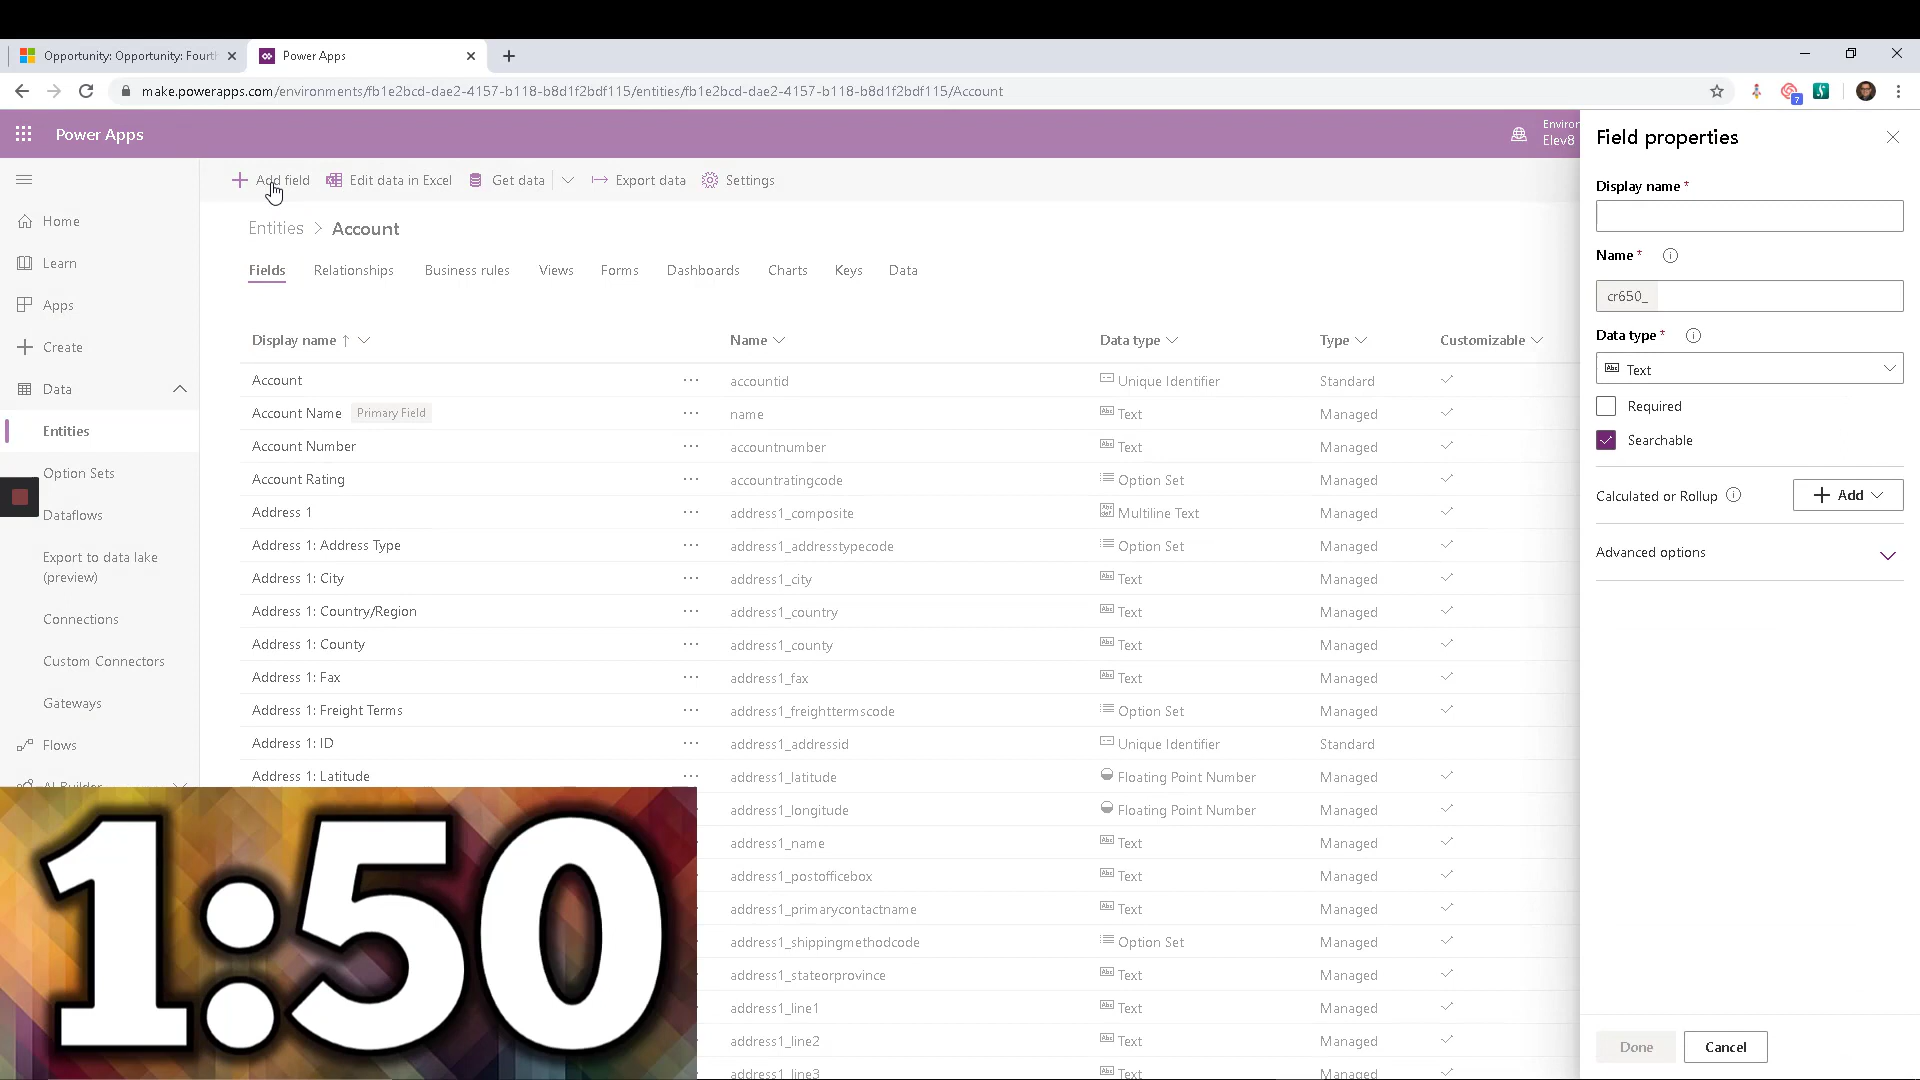 Opportunity: Opportunity: Fourt
Power Apps
make.powerapps.com/environments/fb1e2bcd-dae2-4157-b118-b8d1f2bdf115/entities/fb1e2bcd-dae2-4157-b118-b8d1f2bdf115/Account
7
Power Apps
Environ
Elev8
Add field
Edit data in Excel
Get data
Export data
Settings
Home
Learn
Apps
Create
Data
Entities
Option Sets
Dataflows
Export to data lake
(preview)
Connections
Custom Connectors
Gateways
Flows
AI Builder
Entities > Account
Fields Relationships Business rules Views Forms Dashboards Charts Keys Data
Display name Name Data type Type Customizable
Account ··· accountid Unique Identifier Standard
Account Name Primary Field ··· name Text Managed
Account Number ··· accountnumber Text Managed
Account Rating ··· accountratingcode Option Set Managed
Address 1 ··· address1_composite Multiline Text Managed
Address 1: Address Type ··· address1_addresstypecode Option Set Managed
Address 1: City ··· address1_city Text Managed
Address 1: Country/Region ··· address1_country Text Managed
Address 1: County ··· address1_county Text Managed
Address 1: Fax ··· address1_fax Text Managed
Address 1: Freight Terms ··· address1_freighttermscode Option Set Managed
Address 1: ID ··· address1_addressid Unique Identifier Standard
Address 1: Latitude ··· address1_latitude Floating Point Number Managed
address1_longitude Floating Point Number Managed
address1_name Text Managed
address1_postofficebox Text Managed
address1_primarycontactname Text Managed
address1_shippingmethodcode Option Set Managed
address1_stateorprovince Text Managed
address1_line1 Text Managed
address1_line2 Text Managed
address1_line3 Text Managed
1:50
Field properties
Display name *
Name *
cr650_
Data type *
Abc Text
Required
Searchable
Calculated or Rollup
Add
Advanced options
Done
Cancel